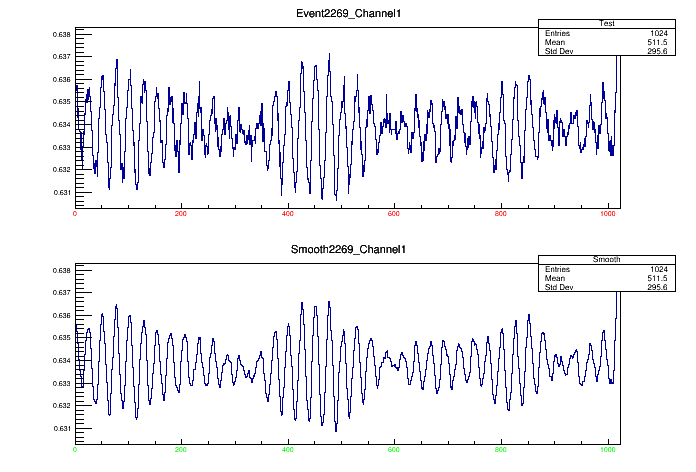 Event2269_Channel1
Test
Entries 1024
Mean 511.5
Std Dev 295.6
0.638
0.637
0.636
0.635
0.634
0.633
0.632
0.631
0 200 400 600 800 1000
Smooth2269_Channel1
Smooth
Entries 1024
Mean 511.5
Std Dev 295.6
0.638
0.637
0.636
0.635
0.634
0.633
0.632
0.631
0 200 400 600 800 1000